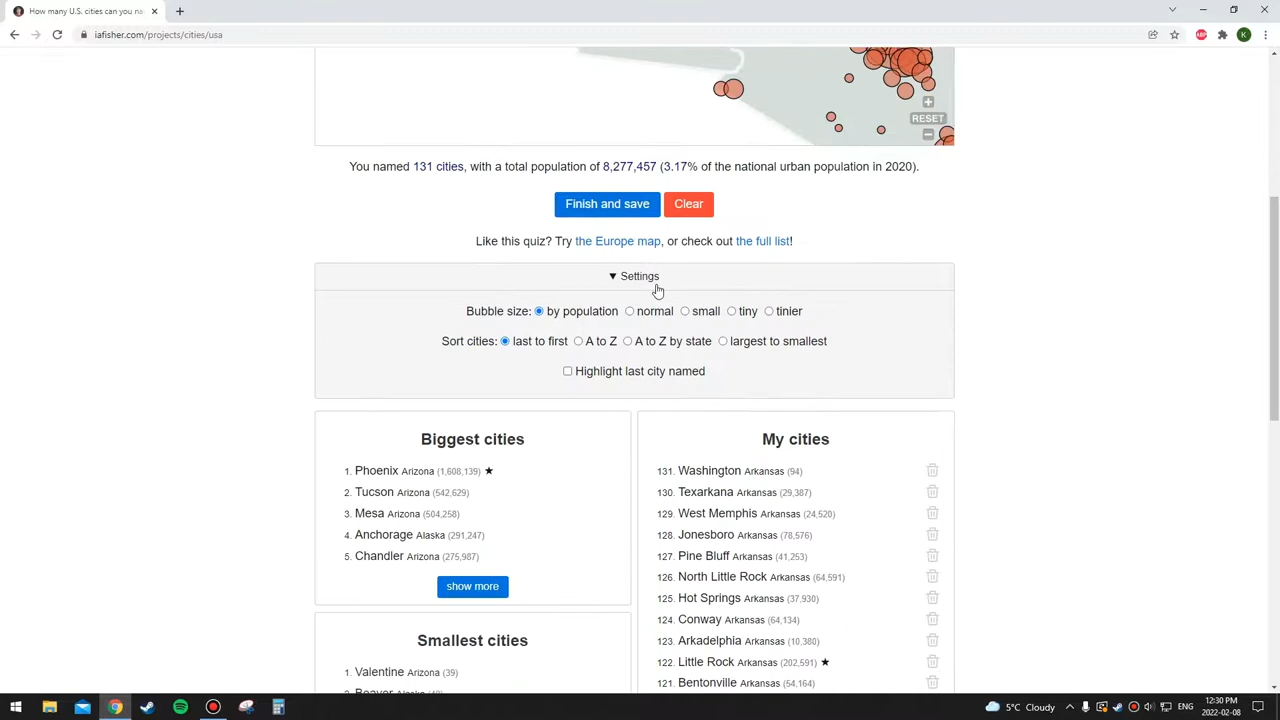 How many U.S. cities can you na
iafisher.com/projects/cities/usa
ABP
K
RESET
You named 131 cities, with a total population of 8,277,457 (3.17% of the national urban population in 2020).
Finish and save
Clear
Like this quiz? Try the Europe map, or check out the full list!
▼ Settings
Bubble size: by population normal small tiny tinier
Sort cities: last to first A to Z A to Z by state largest to smallest
Highlight last city named
Biggest cities
1. Phoenix Arizona (1,608,139) ★
2. Tucson Arizona (542,629)
3. Mesa Arizona (504,258)
4. Anchorage Alaska (291,247)
5. Chandler Arizona (275,987)
show more
Smallest cities
1. Valentine Arizona (39)
2. Beaver Alaska (48)
My cities
131. Washington Arkansas (94)
130. Texarkana Arkansas (29,387)
129. West Memphis Arkansas (24,520)
128. Jonesboro Arkansas (78,576)
127. Pine Bluff Arkansas (41,253)
126. North Little Rock Arkansas (64,591)
125. Hot Springs Arkansas (37,930)
124. Conway Arkansas (64,134)
123. Arkadelphia Arkansas (10,380)
122. Little Rock Arkansas (202,591) ★
121. Bentonville Arkansas (54,164)
5°C Cloudy
ENG
12:30 PM
2022-02-08